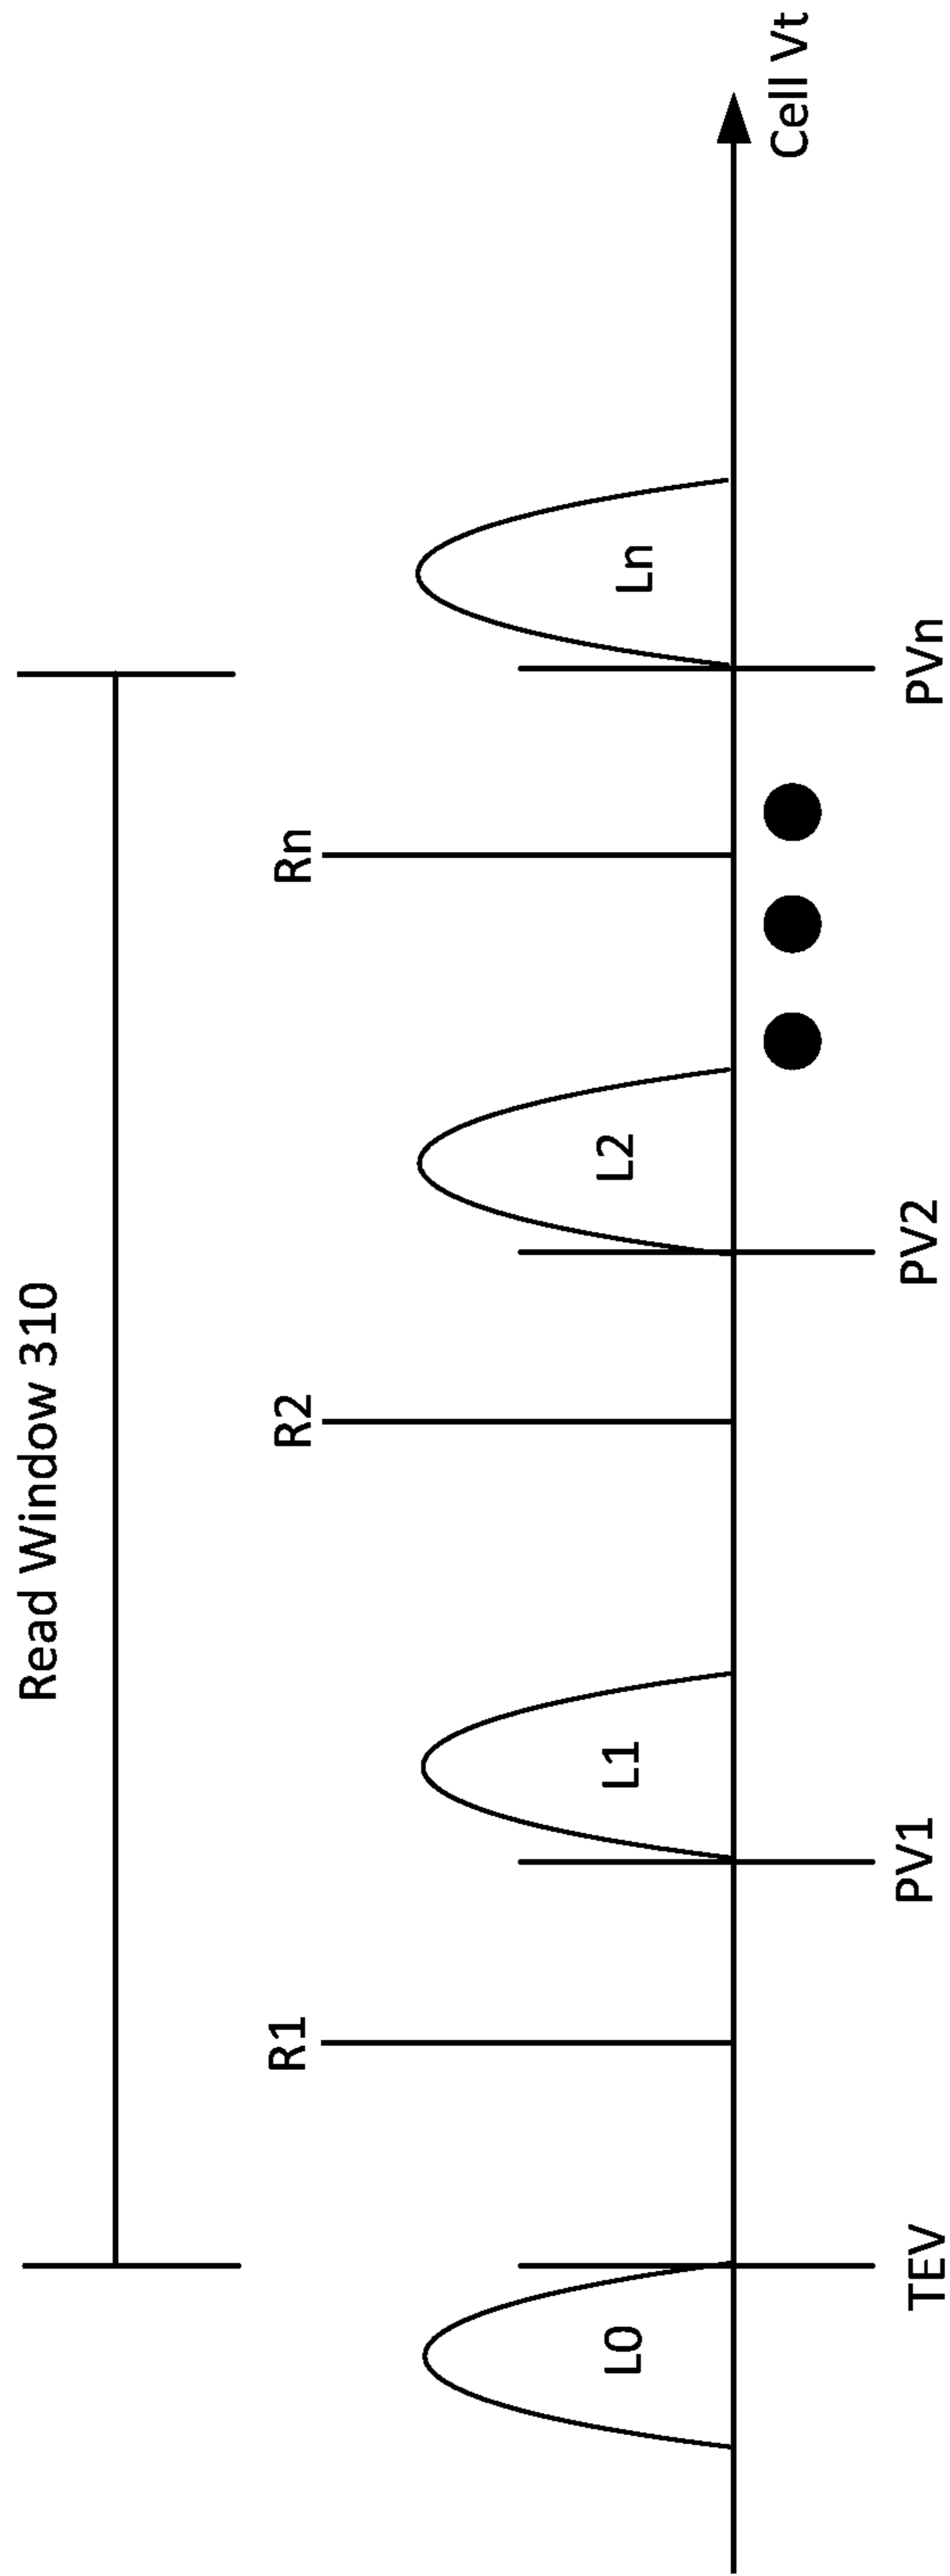 Read Window 310
R1
R2
Rn
L0
L1
L2
Ln
Cell Vt
TEV
PV1
PV2
PVn